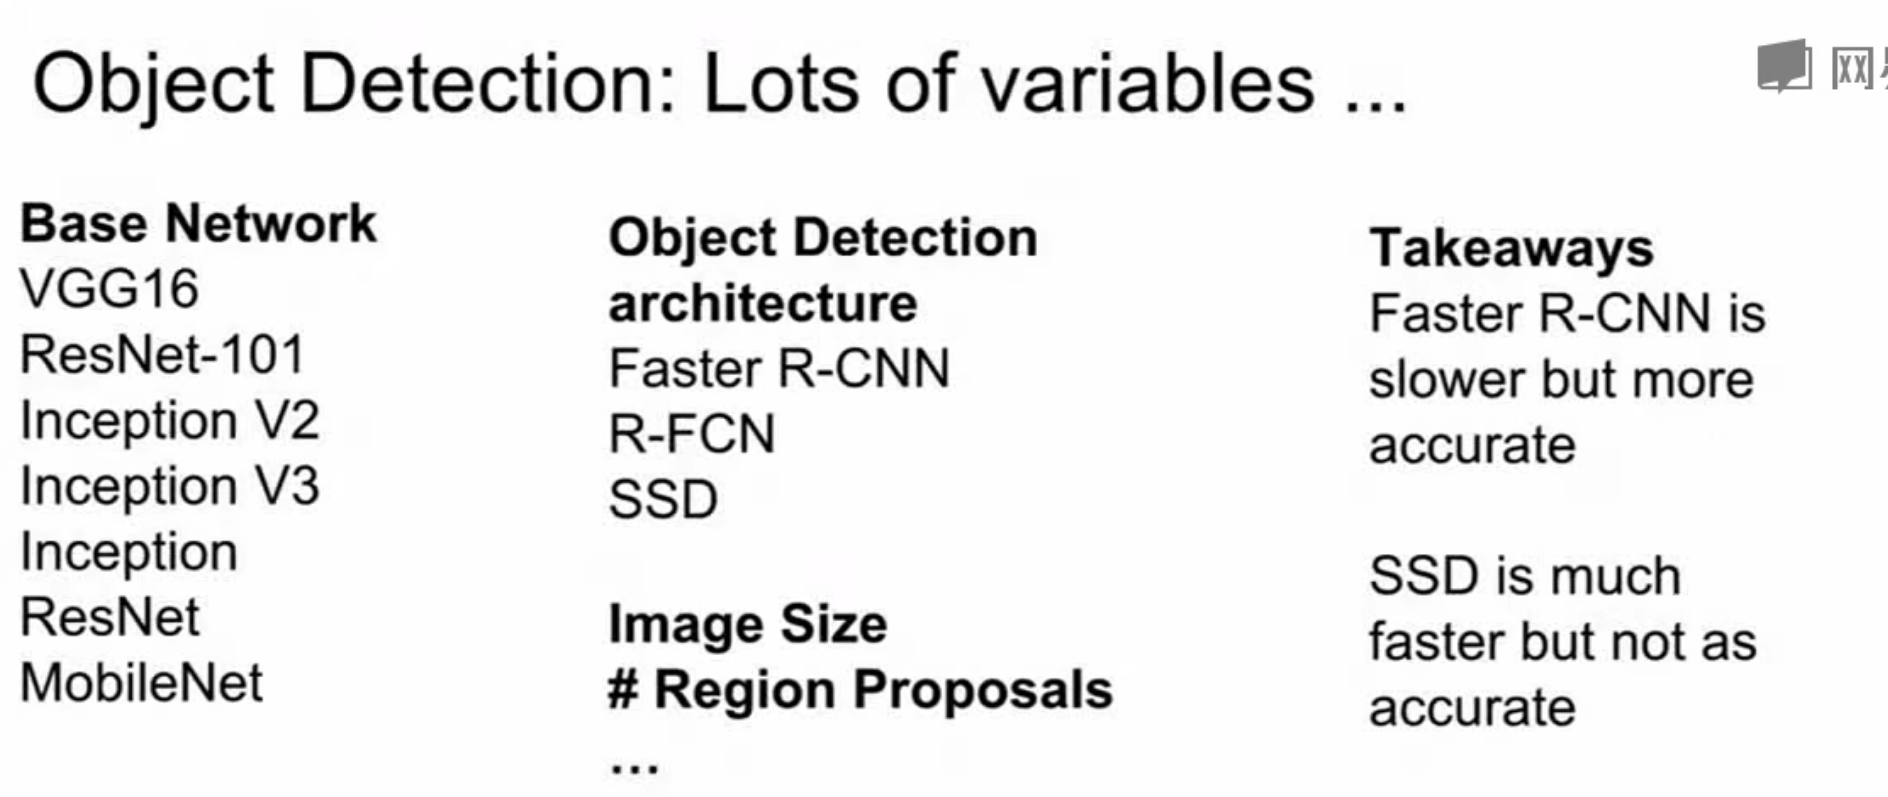 Object Detection: Lots of variables ...
网
Base Network
VGG16
ResNet-101
Inception V2
Inception V3
Inception
ResNet
MobileNet
Object Detection
architecture
Faster R-CNN
R-FCN
SSD
Image Size
# Region Proposals
...
Takeaways
Faster R-CNN is
slower but more
accurate
SSD is much
faster but not as
accurate